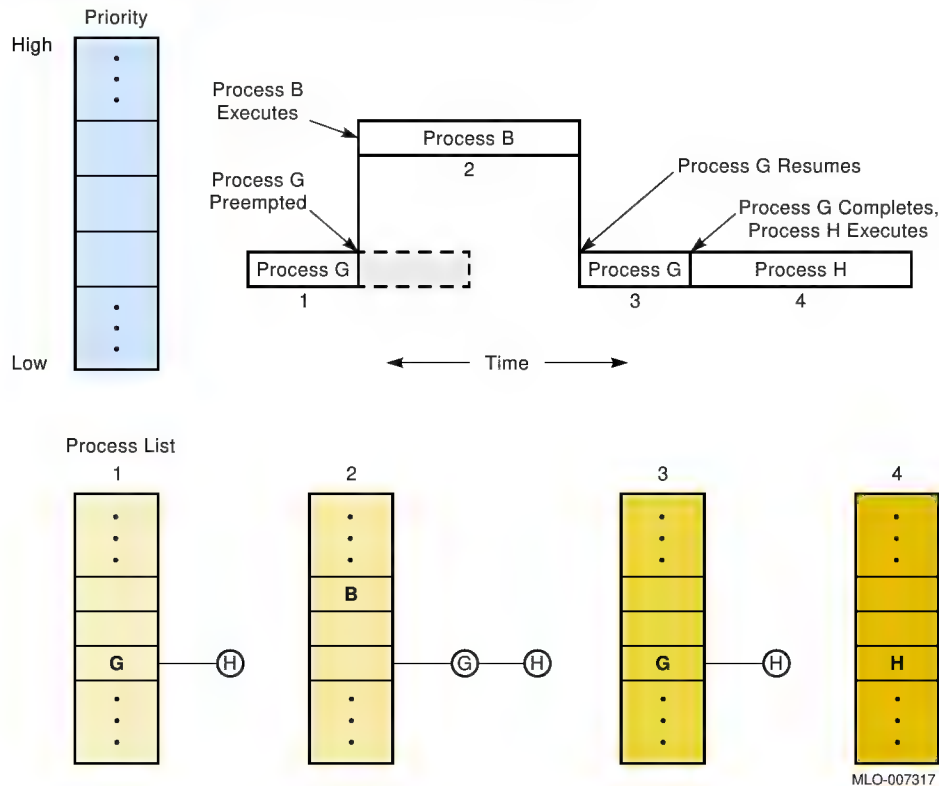 Priority
High
Low
Process B
Executes
Process B
2
Process G
Preempted
Process G Resumes
Process G Completes,
Process H Executes
Process G
1
Process G
3
Process H
4
Time
Process List
1
2
3
4
B
G
H
G
H
G
H
H
MLO-007317